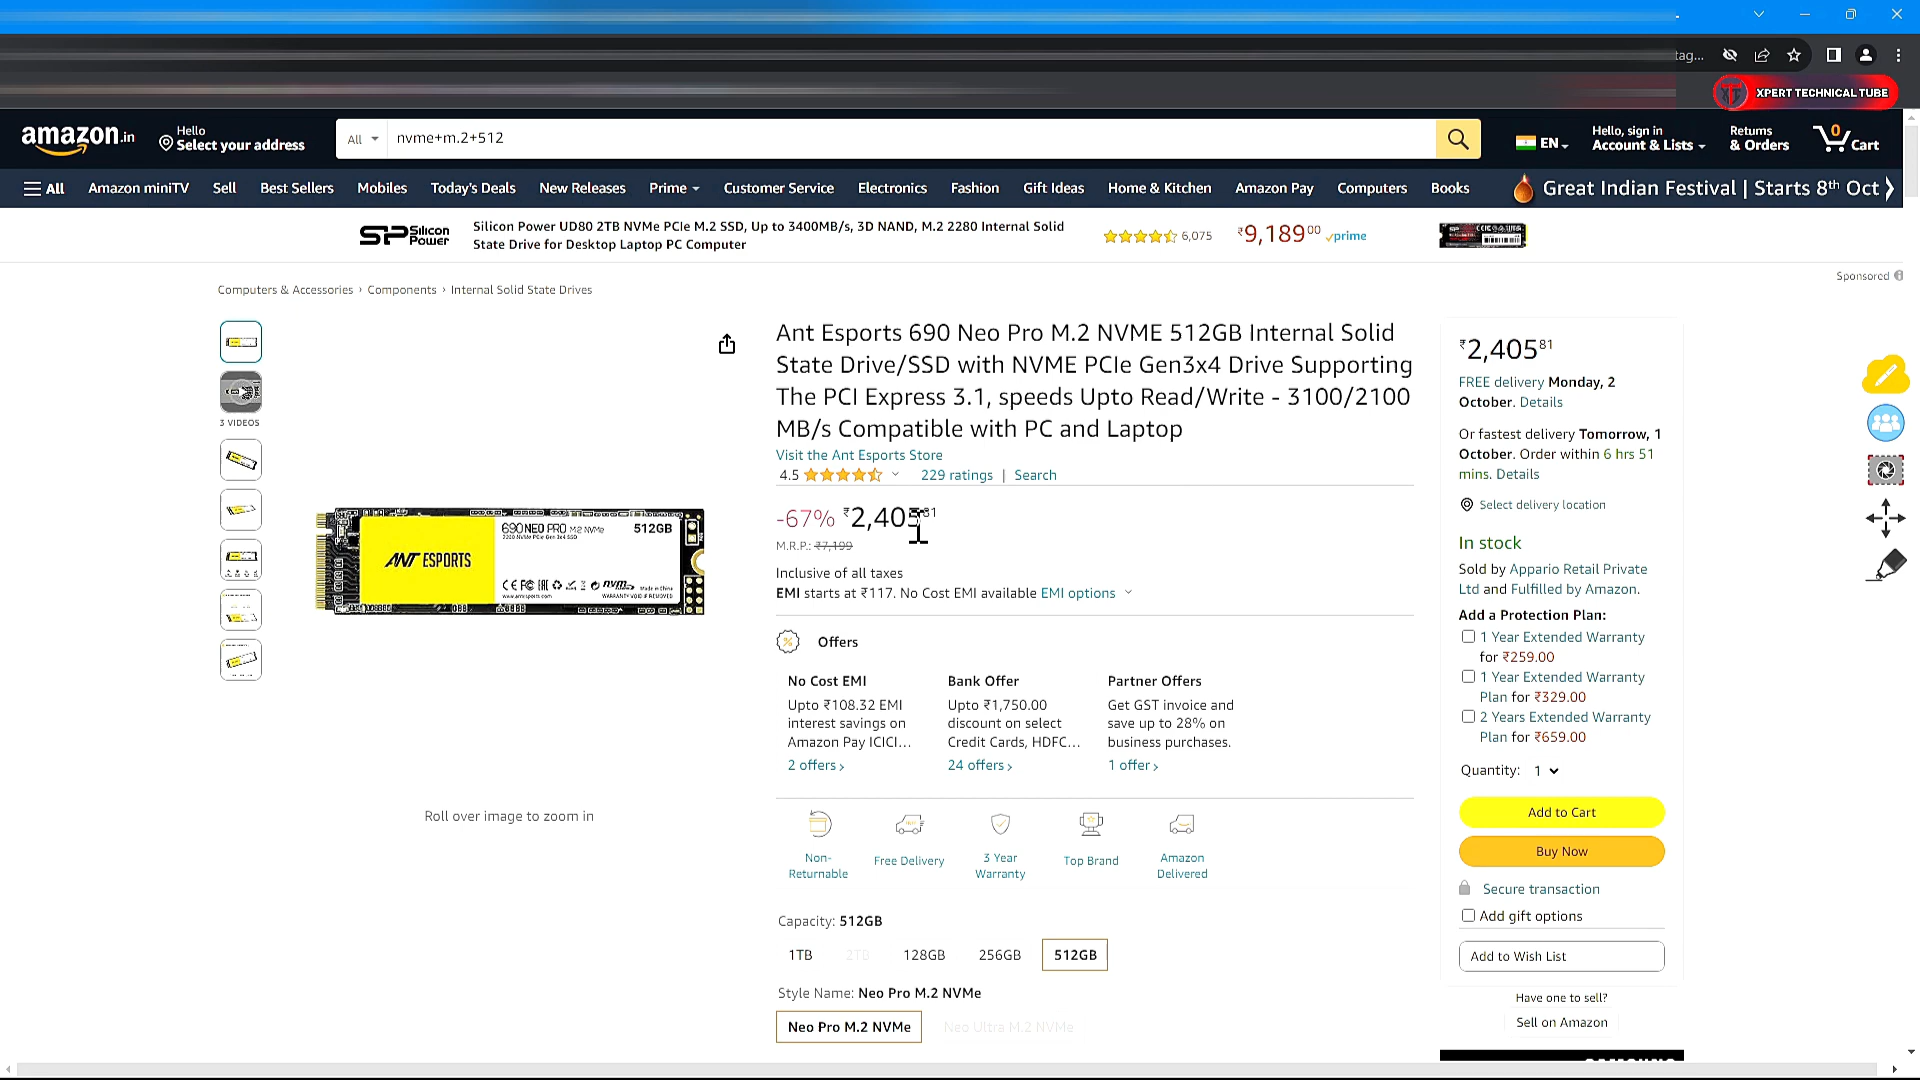 tag...
XPERT TECHNICAL TUBE
amazon.in
Hello
Select your address
All
nvme+m.2+512
EN
Hello, sign in
Account & Lists
Returns
& Orders
0
Cart
All
Amazon miniTV
Sell
Best Sellers
Mobiles
Today's Deals
New Releases
Prime
Customer Service
Electronics
Fashion
Gift Ideas
Home & Kitchen
Amazon Pay
Computers
Books
Great Indian Festival | Starts 8th Oct
SP Silicon Power
Silicon Power UD80 2TB NVMe PCIe M.2 SSD, Up to 3400MB/s, 3D NAND, M.2 2280 Internal Solid
State Drive for Desktop Laptop PC Computer
6,075
₹9,189.00
prime
Sponsored
Computers & Accessories › Components › Internal Solid State Drives
3 VIDEOS
ANT ESPORTS
690 NEO PRO M.2 NVMe
512GB
nvm
Made in China
www.antesports.com
WARRANTY VOID IF REMOVED
Roll over image to zoom in
Ant Esports 690 Neo Pro M.2 NVME 512GB Internal Solid
State Drive/SSD with NVME PCIe Gen3x4 Drive Supporting
The PCI Express 3.1, speeds Upto Read/Write - 3100/2100
MB/s Compatible with PC and Laptop
Visit the Ant Esports Store
4.5
229 ratings | Search
-67% ₹2,405 81
M.R.P.: ₹7,199
Inclusive of all taxes
EMI starts at ₹117. No Cost EMI available EMI options
Offers
No Cost EMI
Upto ₹108.32 EMI
interest savings on
Amazon Pay ICICI...
2 offers ›
Bank Offer
Upto ₹1,750.00
discount on select
Credit Cards, HDFC...
24 offers ›
Partner Offers
Get GST invoice and
save up to 28% on
business purchases.
1 offer ›
Non-
Returnable
Free Delivery
3 Year
Warranty
Top Brand
Amazon
Delivered
Capacity: 512GB
1TB
2TB
128GB
256GB
512GB
Style Name: Neo Pro M.2 NVMe
Neo Pro M.2 NVMe
Neo Ultra M.2 NVMe
₹2,405 81
FREE delivery Monday, 2
October. Details
Or fastest delivery Tomorrow, 1
October. Order within 6 hrs 51
mins. Details
Select delivery location
In stock
Sold by Appario Retail Private
Ltd and Fulfilled by Amazon.
Add a Protection Plan:
1 Year Extended Warranty
for ₹259.00
1 Year Extended Warranty
Plan for ₹329.00
2 Years Extended Warranty
Plan for ₹659.00
Quantity: 1
Add to Cart
Buy Now
Secure transaction
Add gift options
Add to Wish List
Have one to sell?
Sell on Amazon